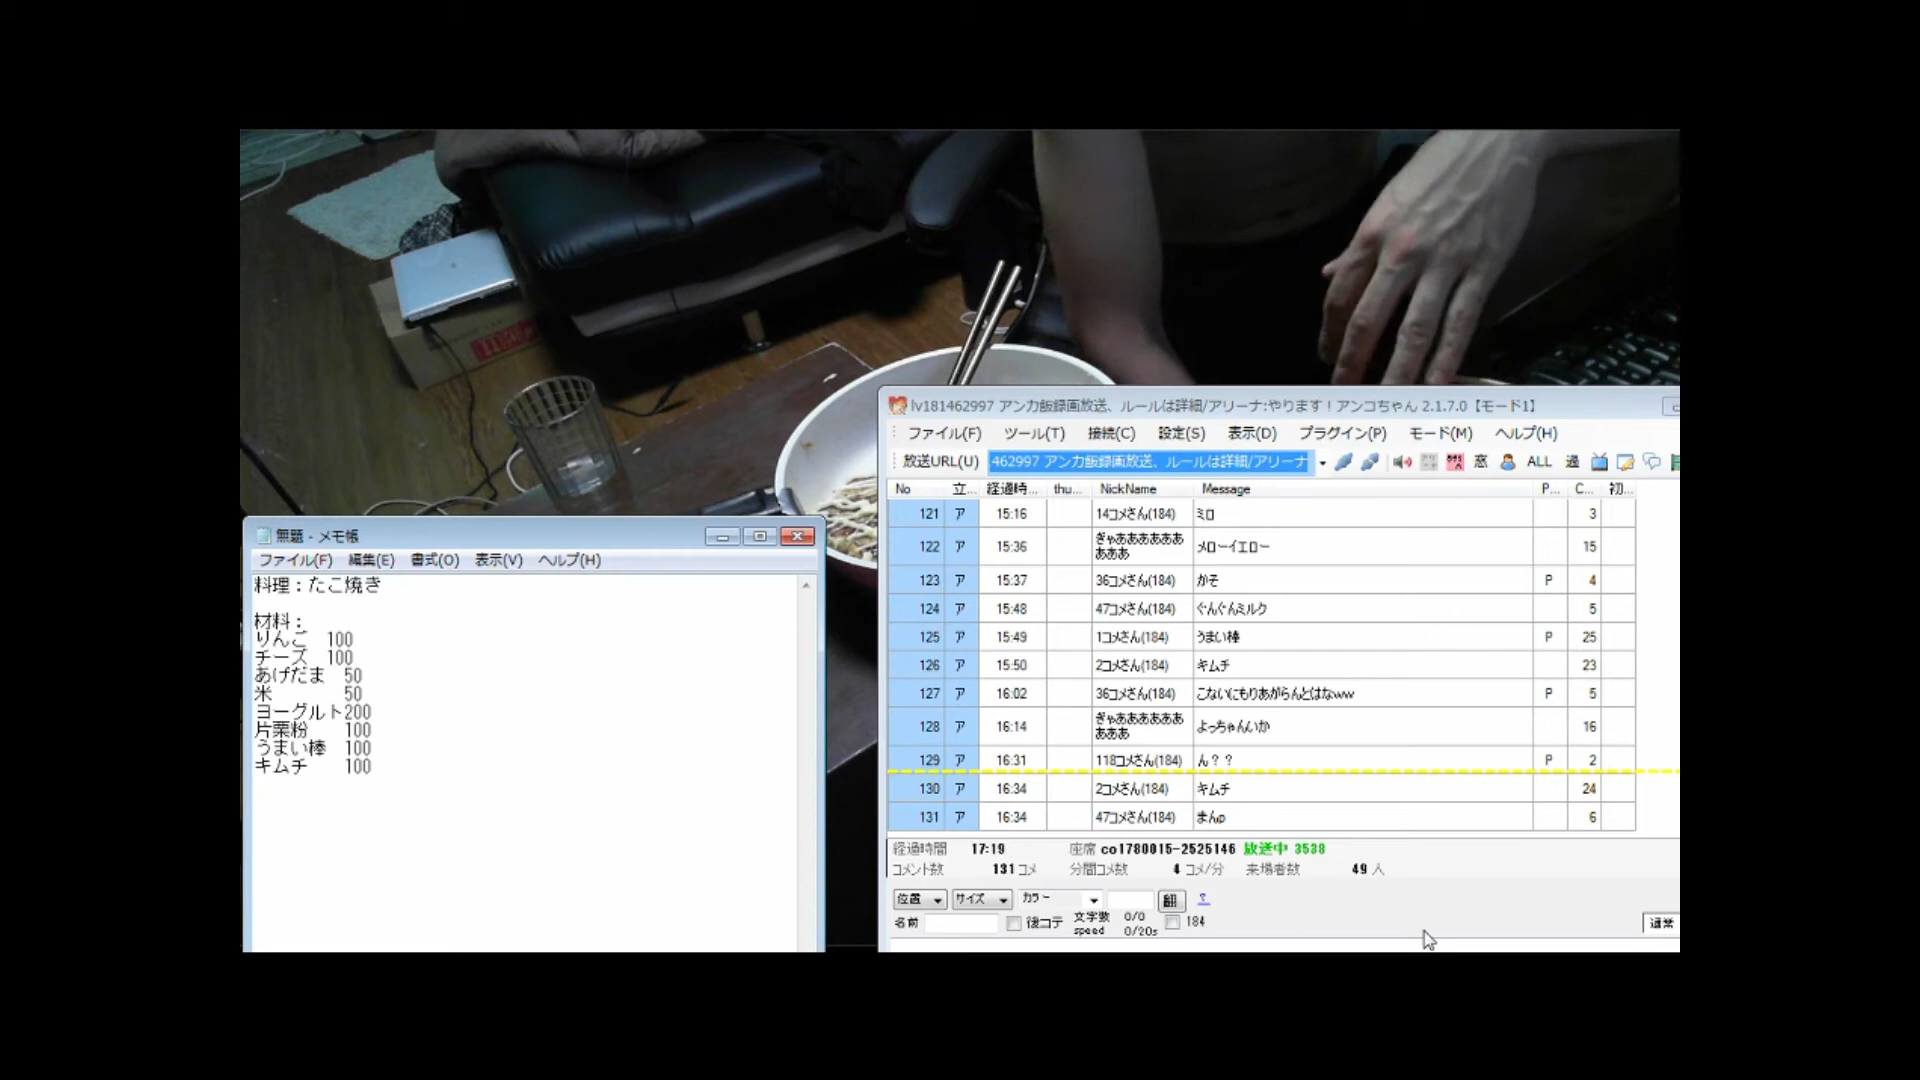 lv181462997 アンカ飯録画放送、ルールは詳細/アリーナ:やります！アンコちゃん 2.1.7.0【モード1】
ファイル(F) ツール(T) 接続(C) 設定(S) 表示(D) プラグイン(P) モード(M) ヘルプ(H)
放送URL(U) 462997 アンカ飯録画放送、ルールは詳細/アリーナ 窓 ALL 過
No 立... 経過時... thu... NickName Message P... C... 初...
121 ア 15:16 14コメさん(184) ミロ 3
122 ア 15:36 ぎゃああああああ
あああ メローイエロー 15
123 ア 15:37 36コメさん(184) かそ P 4
124 ア 15:48 47コメさん(184) ぐんぐんミルク 5
125 ア 15:49 1コメさん(184) うまい棒 P 25
126 ア 15:50 2コメさん(184) キムチ 23
127 ア 16:02 36コメさん(184) こないにもりあがらんとはなww P 5
128 ア 16:14 ぎゃああああああ
あああ よっちゃんいか 16
129 ア 16:31 118コメさん(184) ん？？ P 2
130 ア 16:34 2コメさん(184) キムチ 24
131 ア 16:34 47コメさん(184) まんp 6
経過時間 17:19 座席 co1780015-2525146 放送中 3538
コメント数 131 コメ 分間コメ数 4 コメ/分 来場者数 49 人
位置 サイズ カラー 翻 ?
名前 後コテ 文字数 0/0 184 通常
speed 0/20s
無題 - メモ帳
ファイル(F) 編集(E) 書式(O) 表示(V) ヘルプ(H)
料理：たこ焼き
材料：
りんご 100
チーズ 100
あげだま 50
米 50
ヨーグルト200
片栗粉 100
うまい棒 100
キムチ 100